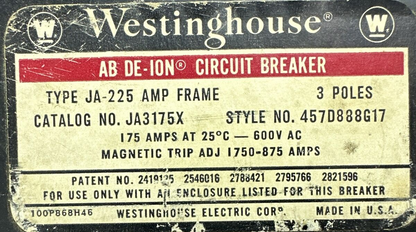 W Westinghouse® W
AB DE-ION® CIRCUIT BREAKER
TYPE JA-225 AMP FRAME 3 POLES
CATALOG NO. JA3175X STYLE NO. 457D888G17
175 AMPS AT 25°C — 600V AC
MAGNETIC TRIP ADJ 1750-875 AMPS
PATENT NO. 2419125 2546016 2788421 2795766 2821596
FOR USE ONLY WITH AN ENCLOSURE LISTED FOR THIS BREAKER
100P868H46 WESTINGHOUSE ELECTRIC CORP. MADE IN U.S.A.